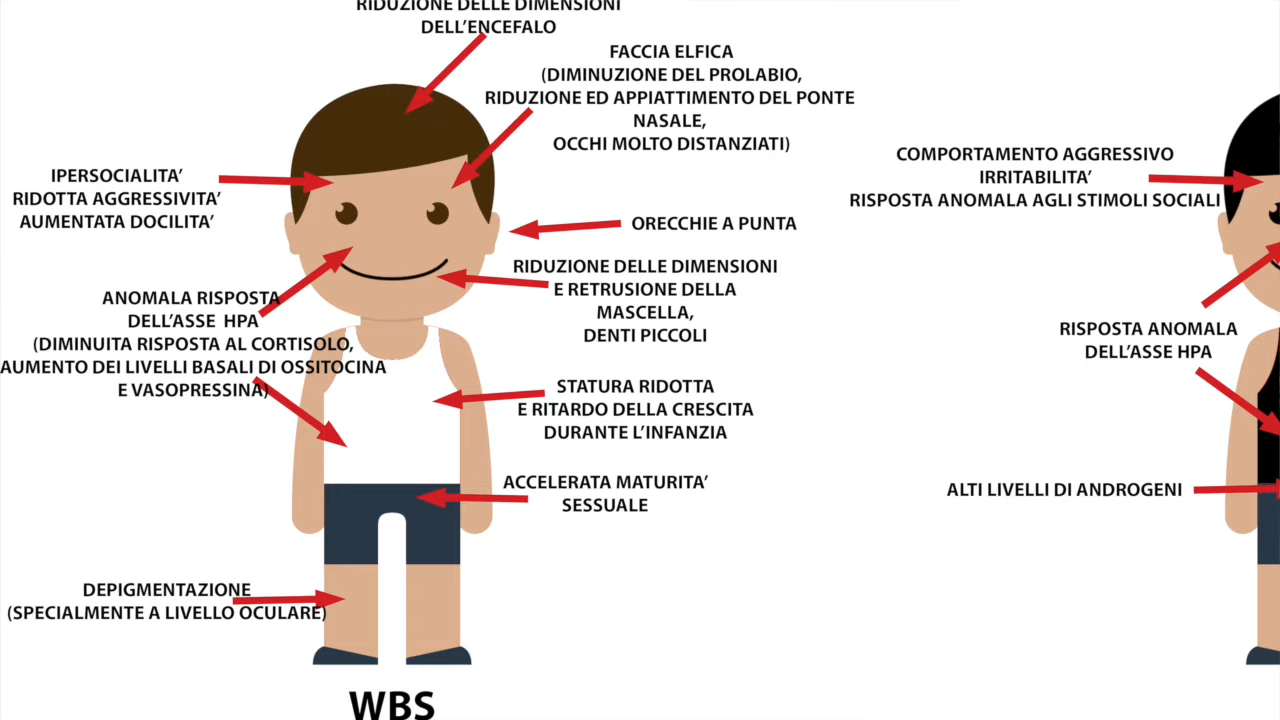 RIDUZIONE DELLE DIMENSIONI
DELL'ENCEFALO
FACCIA ELFICA
(DIMINUZIONE DEL PROLABIO,
RIDUZIONE ED APPIATTIMENTO DEL PONTE
NASALE,
OCCHI MOLTO DISTANZIATI)
IPERSOCIALITA'
RIDOTTA AGGRESSIVITA'
AUMENTATA DOCILITA'
ORECCHIE A PUNTA
RIDUZIONE DELLE DIMENSIONI
E RETRUSIONE DELLA
MASCELLA,
DENTI PICCOLI
ANOMALA RISPOSTA
DELL'ASSE HPA
(DIMINUITA RISPOSTA AL CORTISOLO,
AUMENTO DEI LIVELLI BASALI DI OSSITOCINA
E VASOPRESSINA)
STATURA RIDOTTA
E RITARDO DELLA CRESCITA
DURANTE L'INFANZIA
ACCELERATA MATURITA'
SESSUALE
DEPIGMENTAZIONE
(SPECIALMENTE A LIVELLO OCULARE)
WBS
COMPORTAMENTO AGGRESSIVO
IRRITABILITA'
RISPOSTA ANOMALA AGLI STIMOLI SOCIALI
RISPOSTA ANOMALA
DELL'ASSE HPA
ALTI LIVELLI DI ANDROGENI